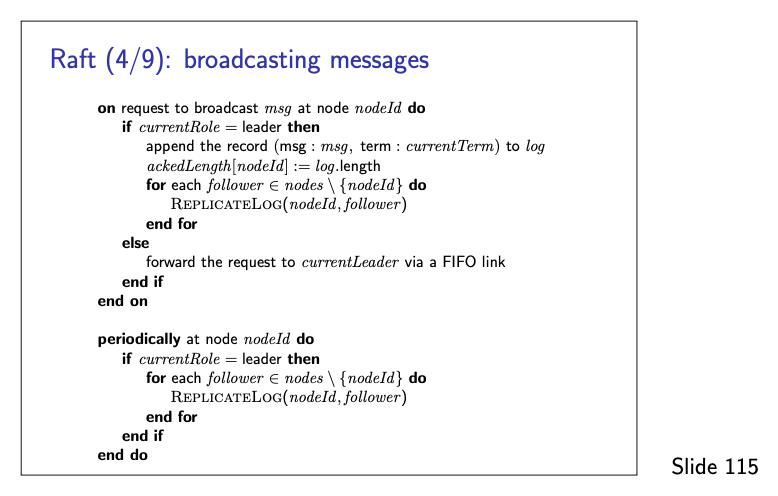 Raft (4/9): broadcasting messages
on request to broadcast msg at node nodeId do
if currentRole = leader then
append the record (msg : msg, term : currentTerm) to log
ackedLength[nodeId] := log.length
for each follower ∈ nodes \ {nodeId} do
REPLICATELOG(nodeId, follower)
end for
else
forward the request to currentLeader via a FIFO link
end if
end on
periodically at node nodeId do
if currentRole = leader then
for each follower ∈ nodes \ {nodeId} do
REPLICATELOG(nodeId, follower)
end for
end if
end do
Slide 115